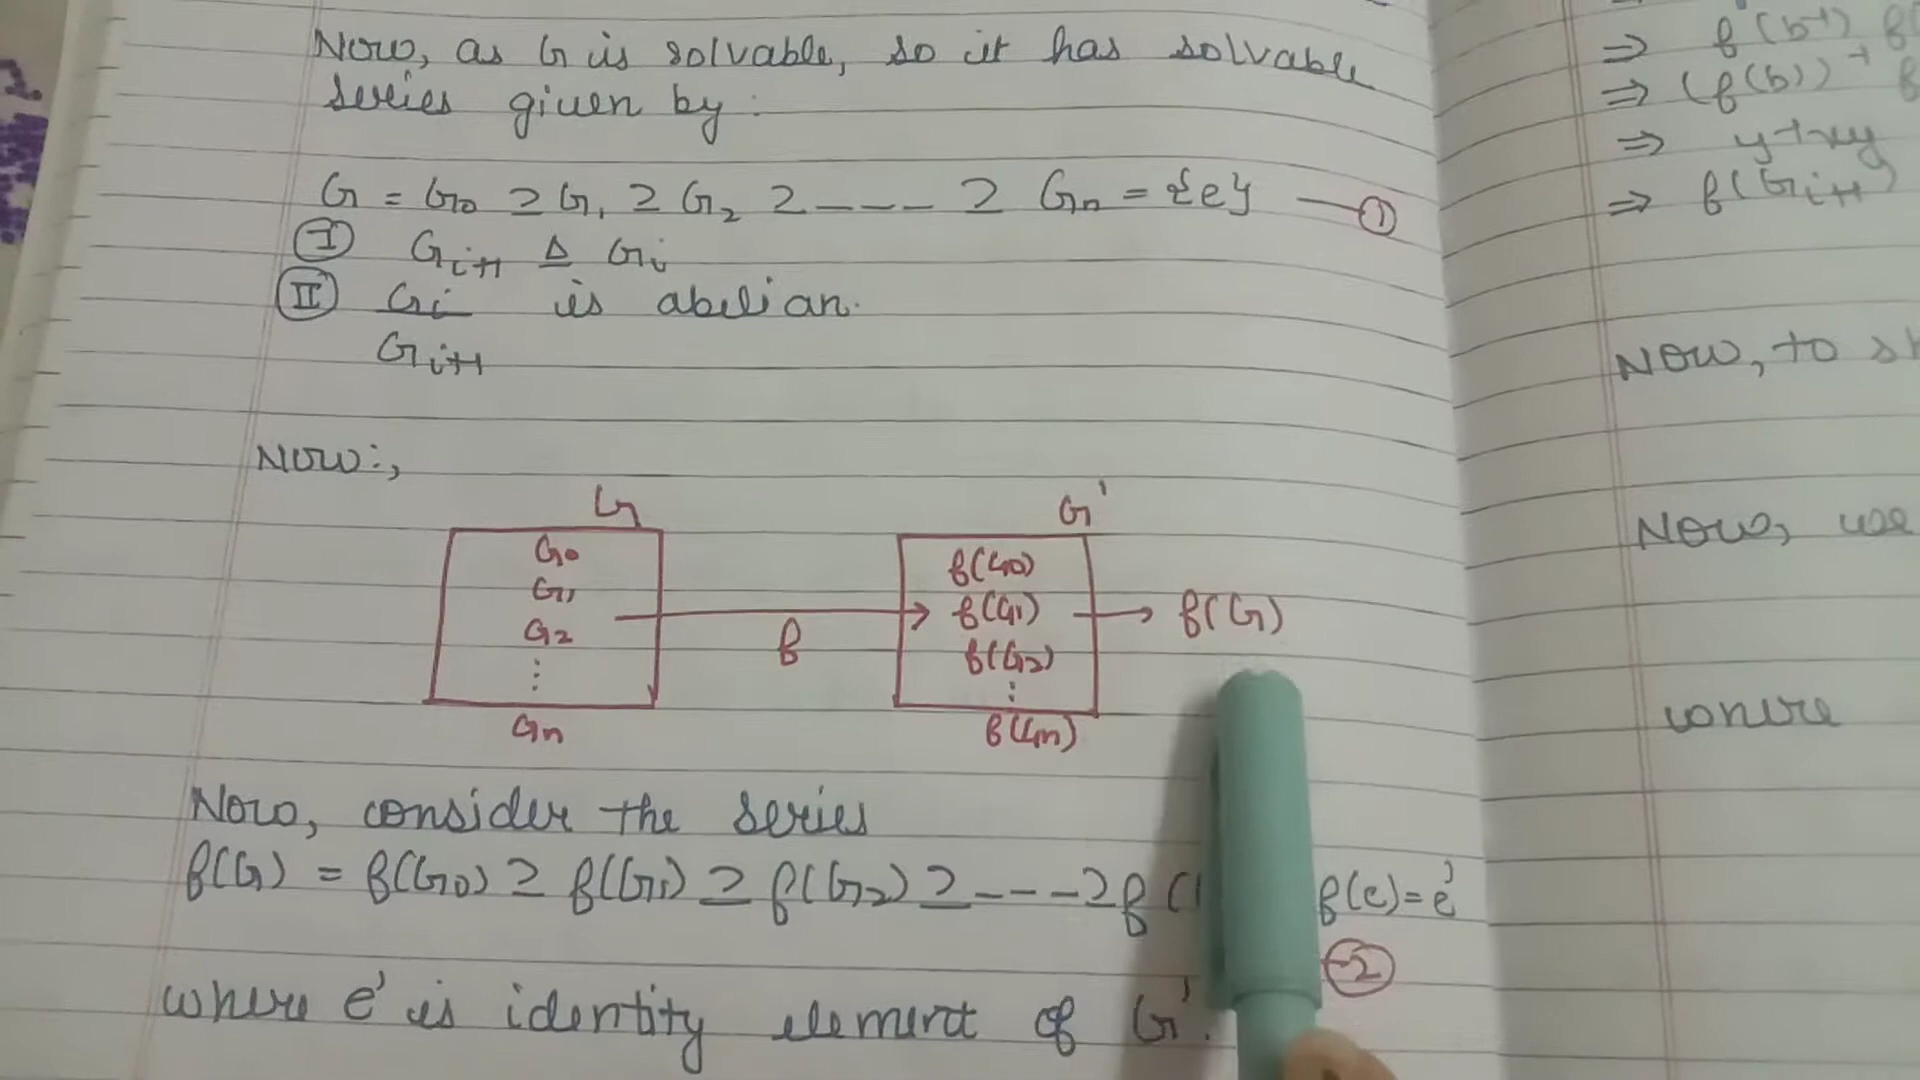 Now, as G is solvable, so it has solvable
series given by:
G = G₀ ⊇ G₁ ⊇ G₂ ⊇ ---- ⊇ Gₙ = {e} —①
Ⓘ Gᵢ₊₁ ⊴ Gᵢ
Ⓘⓘ Gᵢ is abelian.
Gᵢ₊₁
Now:,
G
G₀
G₁
G₂
⋮
Gₙ
f
G'
f(G₀)
f(G₁) → f(G)
f(G₂)
⋮
f(Gₙ)
Now, consider the series
f(G) = f(G₀) ⊇ f(G₁) ⊇ f(G₂) ⊇ ---⊇ f( f(e)=e'
—②
where e' is identity element of G'.
2.
⇒ f(b⁻¹) f(
⇒ (f(b))⁻¹
⇒ y⁻¹xy
⇒ f(Gᵢ₊₁)
Now, to
Now, use
where